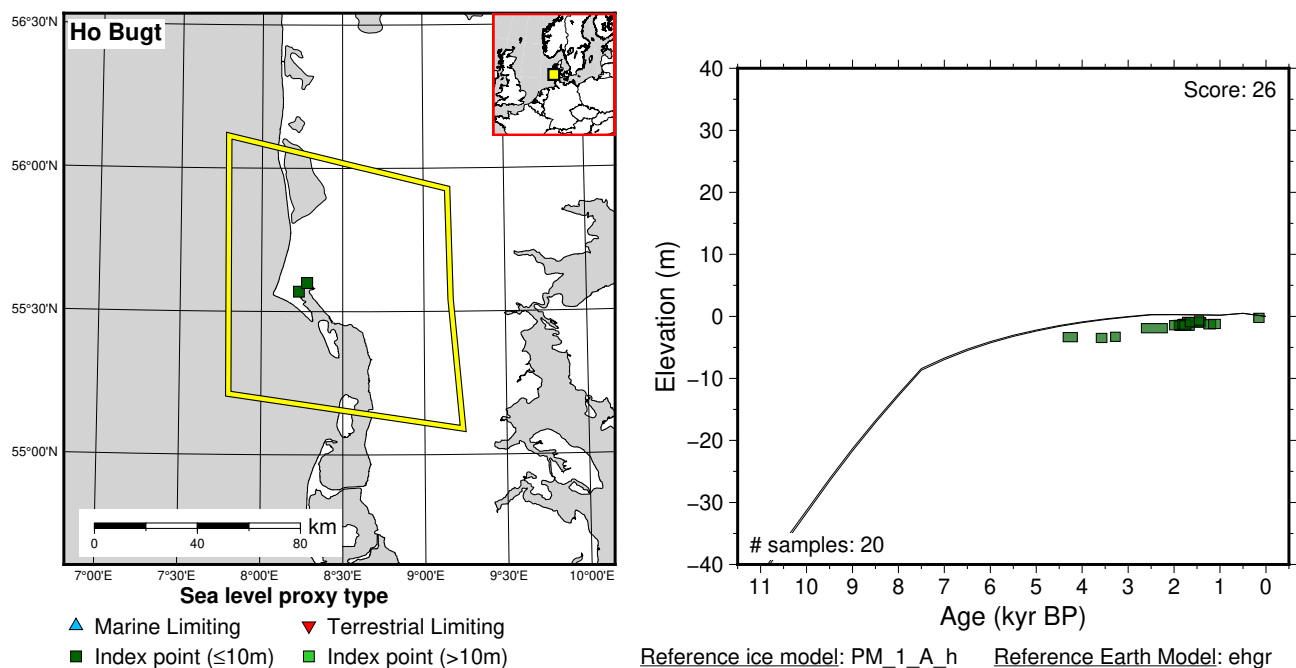 Ho Bugt
56°30'N
56°00'N
55°30'N
55°00'N
km
0 40 80
7°00'E 7°30'E 8°00'E 8°30'E 9°00'E 9°30'E 10°00'E
Sea level proxy type
Marine Limiting
Terrestrial Limiting
Index point (≤10m)
Index point (>10m)
Score: 26
40
30
20
10
0
−10
−20
−30
−40
Elevation (m)
# samples: 20
11 10 9 8 7 6 5 4 3 2 1 0
Age (kyr BP)
Reference ice model: PM_1_A_h
Reference Earth Model: ehgr